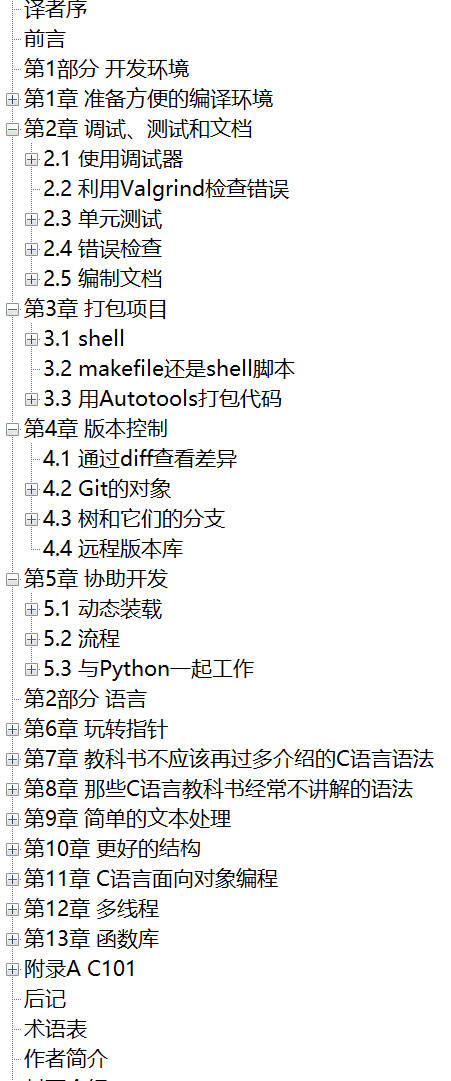 译者序
前言
第1部分 开发环境
第1章 准备方便的编译环境
第2章 调试、测试和文档
2.1 使用调试器
2.2 利用Valgrind检查错误
2.3 单元测试
2.4 错误检查
2.5 编制文档
第3章 打包项目
3.1 shell
3.2 makefile还是shell脚本
3.3 用Autotools打包代码
第4章 版本控制
4.1 通过diff查看差异
4.2 Git的对象
4.3 树和它们的分支
4.4 远程版本库
第5章 协助开发
5.1 动态装载
5.2 流程
5.3 与Python一起工作
第2部分 语言
第6章 玩转指针
第7章 教科书不应该再过多介绍的C语言语法
第8章 那些C语言教科书经常不讲解的语法
第9章 简单的文本处理
第10章 更好的结构
第11章 C语言面向对象编程
第12章 多线程
第13章 函数库
附录A C101
后记
术语表
作者简介